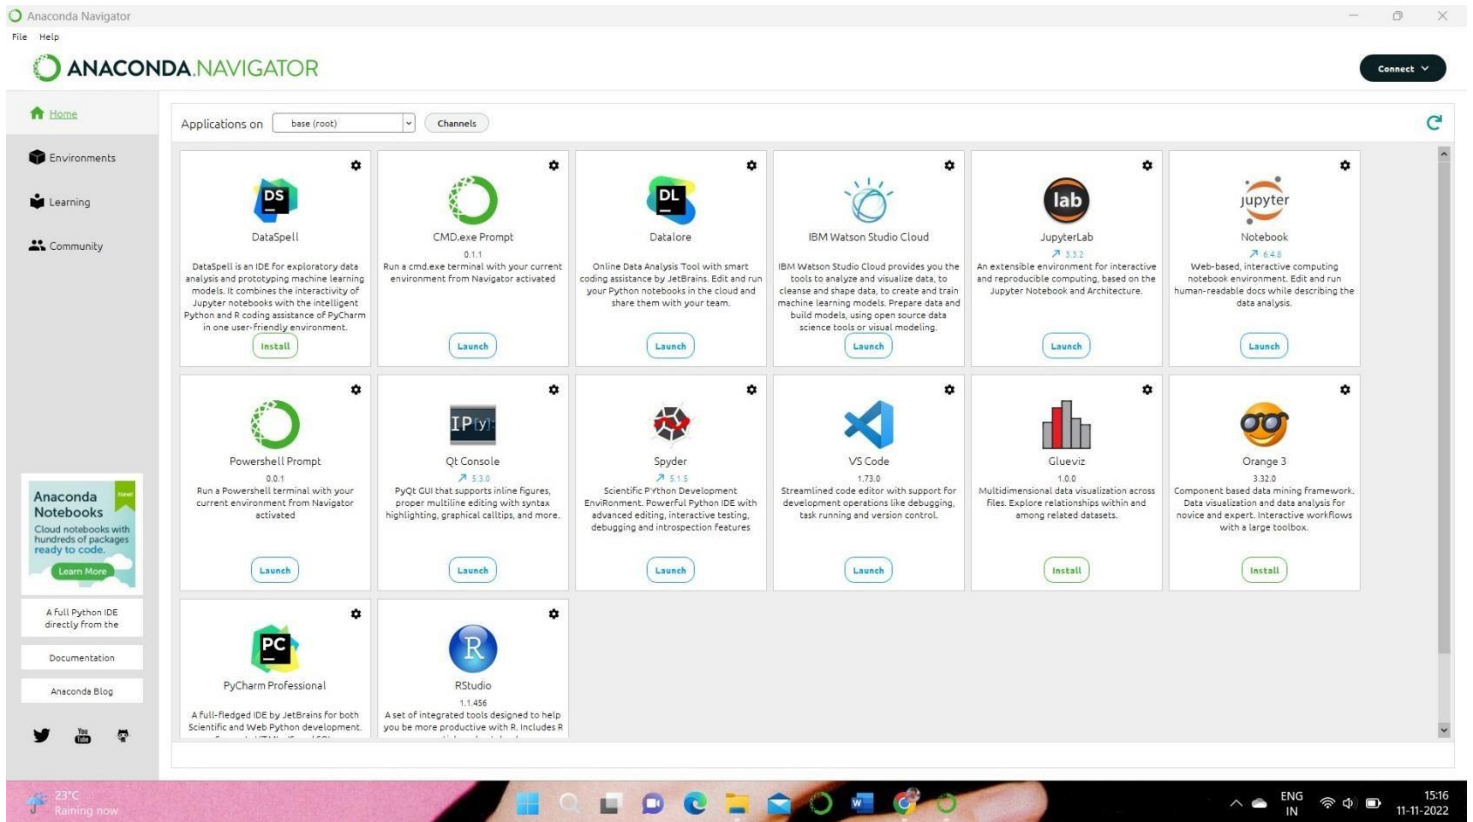 Anaconda Navigator
File Help
ANACONDA.NAVIGATOR
Connect
Home
Environments
Learning
Community
Applications on base (root) Channels
DS
DataSpell
DataSpell is an IDE for exploratory data
analysis and prototyping machine learning
models. It combines the interactivity of
Jupyter notebooks with the intelligent
Python and R coding assistance of PyCharm
in one user-friendly environment.
Install
CMD.exe Prompt
0.1.1
Run a cmd.exe terminal with your current
environment from Navigator activated
Launch
DL
Datalore
Online Data Analysis Tool with smart
coding assistance by JetBrains. Edit and run
your Python notebooks in the cloud and
share them with your team.
Launch
IBM Watson Studio Cloud
IBM Watson Studio Cloud provides you the
tools to analyze and visualize data, to
cleanse and shape data, to create and train
machine learning models. Prepare data and
build models, using open source data
science tools or visual modeling.
Launch
lab
JupyterLab
3.3.2
An extensible environment for interactive
and reproducible computing, based on the
Jupyter Notebook and Architecture.
Launch
jupyter
Notebook
6.4.8
Web-based, interactive computing
notebook environment. Edit and run
human-readable docs while describing the
data analysis.
Launch
Powershell Prompt
0.0.1
Run a Powershell terminal with your
current environment from Navigator
activated
Launch
IP[y]:
Qt Console
5.3.0
PyQt GUI that supports inline figures,
proper multiline editing with syntax
highlighting, graphical calltips, and more.
Launch
Spyder
5.1.5
Scientific PYthon Development
EnviRonment. Powerful Python IDE with
advanced editing, interactive testing,
debugging and introspection features
Launch
VS Code
1.73.0
Streamlined code editor with support for
development operations like debugging,
task running and version control.
Launch
Glueviz
1.0.0
Multidimensional data visualization across
files. Explore relationships within and
among related datasets.
Install
Orange 3
3.32.0
Component based data mining framework.
Data visualization and data analysis for
novice and expert. Interactive workflows
with a large toolbox.
Install
PC
PyCharm Professional
A full-fledged IDE by JetBrains for both
Scientific and Web Python development.
R
RStudio
1.1.456
A set of integrated tools designed to help
you be more productive with R. Includes R
Anaconda
Notebooks
New!
Cloud notebooks with
hundreds of packages
ready to code.
Learn More
A full Python IDE
directly from the
Documentation
Anaconda Blog
You
Tube
23°C
Raining now
W
ENG
IN
15:16
11-11-2022